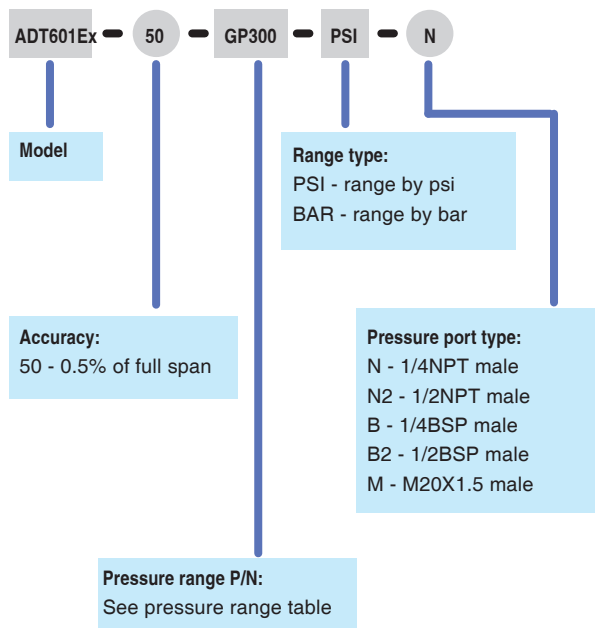 ADT601Ex 50 GP300 PSI N
Model
Range type:
PSI - range by psi
BAR - range by bar
Accuracy:
50 - 0.5% of full span
Pressure port type:
N - 1/4NPT male
N2 - 1/2NPT male
B - 1/4BSP male
B2 - 1/2BSP male
M - M20X1.5 male
Pressure range P/N:
See pressure range table